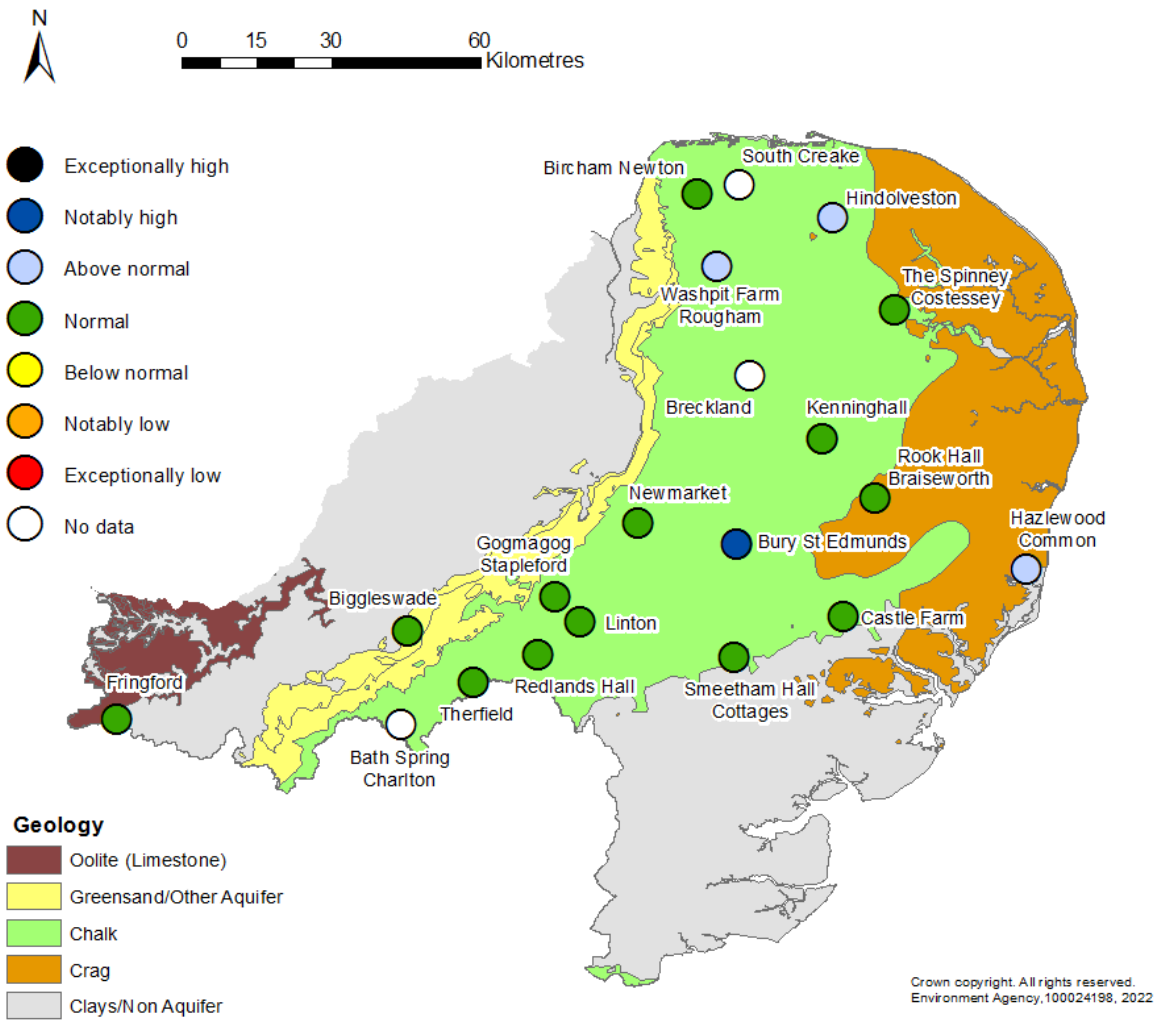 N
0 15 30 60
Kilometres
Exceptionally high
Notably high
Above normal
Normal
Below normal
Notably low
Exceptionally low
No data
South Creake
Bircham Newton
Hindolveston
The Spinney
Costessey
Washpit Farm
Rougham
Breckland
Kenninghall
Rook Hall
Braiseworth
Newmarket
Hazlewood
Common
Gogmagog
Stapleford
Bury St Edmunds
Biggleswade
Linton
Castle Farm
Fringford
Redlands Hall
Smeetham Hall
Cottages
Therfield
Bath Spring
Charlton
Geology
Oolite (Limestone)
Greensand/Other Aquifer
Chalk
Crag
Clays/Non Aquifer
Crown copyright. All rights reserved.
Environment Agency,100024198, 2022